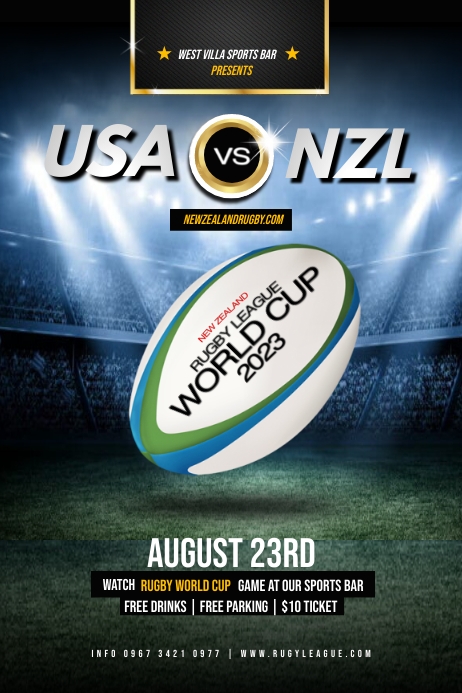 WEST VILLA SPORTS BAR
PRESENTS
USA VS NZL
NEWZEALANDRUGBY.COM
NEW ZEALAND
RUGBY LEAGUE
WORLD CUP
2023
AUGUST 23RD
WATCH RUGBY WORLD CUP GAME AT OUR SPORTS BAR
FREE DRINKS | FREE PARKING | $10 TICKET
INFO 0967 3421 0977 | WWW.RUGYLEAGUE.COM